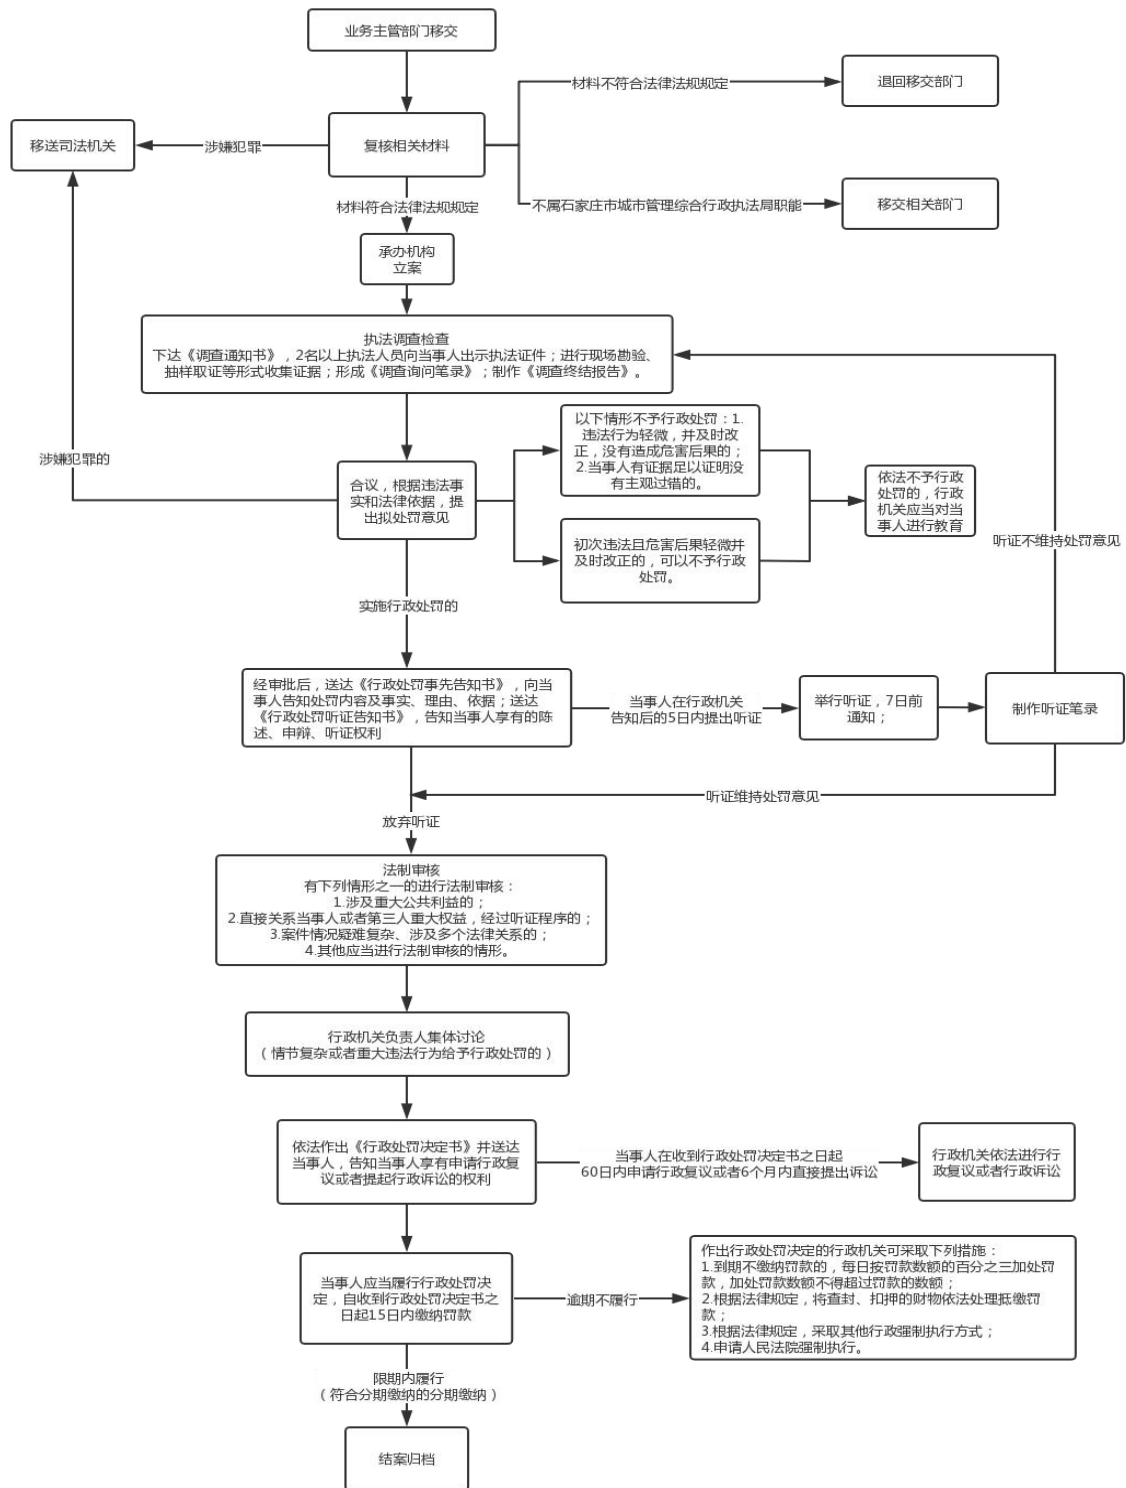 业务主管部门移交
材料不符合法律法规规定
退回移交部门
移送司法机关
涉嫌犯罪
复核相关材料
不属石家庄市城市管理综合行政执法局职能
移交相关部门
材料符合法律法规规定
承办机构
立案
执法调查检查
下达《调查通知书》，2名以上执法人员向当事人出示执法证件；进行现场勘验、
抽样取证等形式收集证据；形成《调查询问笔录》；制作《调查终结报告》。
涉嫌犯罪的
合议，根据违法事
实和法律依据，提
出拟处罚意见
以下情形不予行政处罚：1.
违法行为轻微，并及时改
正，没有造成危害后果的；
2.当事人有证据足以证明没
有主观过错的。
初次违法且危害后果轻微并
及时改正的，可以不予行政
处罚。
依法不予行政
处罚的，行政
机关应当对当
事人进行教育
听证不维持处罚意见
实施行政处罚的
经审批后，送达《行政处罚事先告知书》，向当
事人告知处罚内容及事实、理由、依据；送达
《行政处罚听证告知书》，告知当事人享有的陈
述、申辩、听证权利
当事人在行政机关
告知后的5日内提出听证
举行听证，7日前
通知；
制作听证笔录
听证维持处罚意见
放弃听证
法制审核
有下列情形之一的进行法制审核：
1.涉及重大公共利益的；
2.直接关系当事人或者第三人重大权益，经过听证程序的；
3.案件情况疑难复杂、涉及多个法律关系的；
4.其他应当进行法制审核的情形。
行政机关负责人集体讨论
（情节复杂或者重大违法行为给予行政处罚的）
依法作出《行政处罚决定书》并送达
当事人，告知当事人享有申请行政复
议或者提起行政诉讼的权利
当事人在收到行政处罚决定书之日起
60日内申请行政复议或者6个月内直接提出诉讼
行政机关依法进行行
政复议或者行政诉讼
当事人应当履行行政处罚决
定，自收到行政处罚决定书之
日起15日内缴纳罚款
逾期不履行
作出行政处罚决定的行政机关可采取下列措施：
1.到期不缴纳罚款的，每日按罚款数额的百分之三加处罚
款，加处罚款数额不得超过罚款的数额；
2.根据法律规定，将查封、扣押的财物依法处理抵缴罚
款；
3.根据法律规定，采取其他行政强制执行方式；
4.申请人民法院强制执行。
限期内履行
（符合分期缴纳的分期缴纳）
结案归档